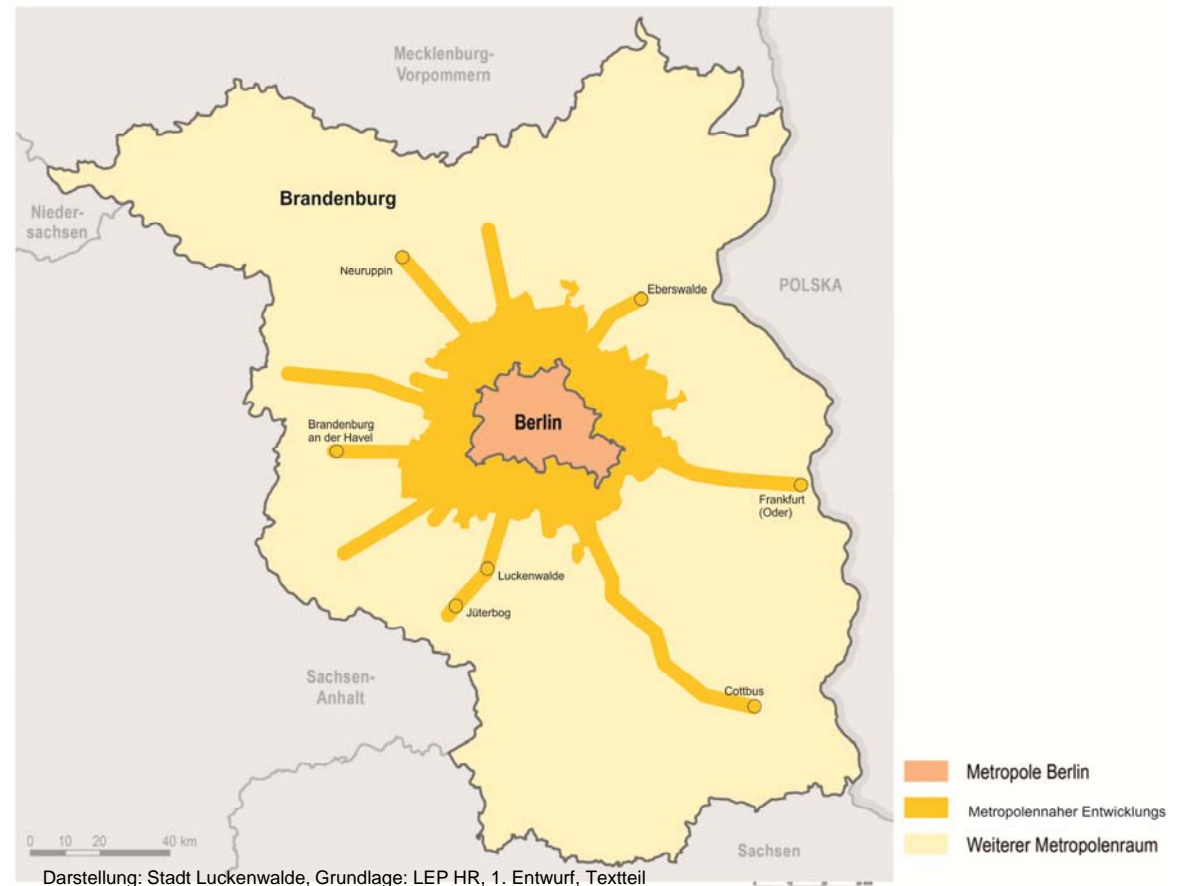 Mecklenburg-
Vorpommern
Brandenburg
Nieder-
sachsen
Neuruppin
Eberswalde
POLSKA
Berlin
Brandenburg
an der Havel
Frankfurt
(Oder)
Luckenwalde
Jüterbog
Sachsen-
Anhalt
Cottbus
Metropole Berlin
Metropolennaher Entwicklungs
Weiterer Metropolenraum
0 10 20 40 km
Sachsen
Darstellung: Stadt Luckenwalde, Grundlage: LEP HR, 1. Entwurf, Textteil